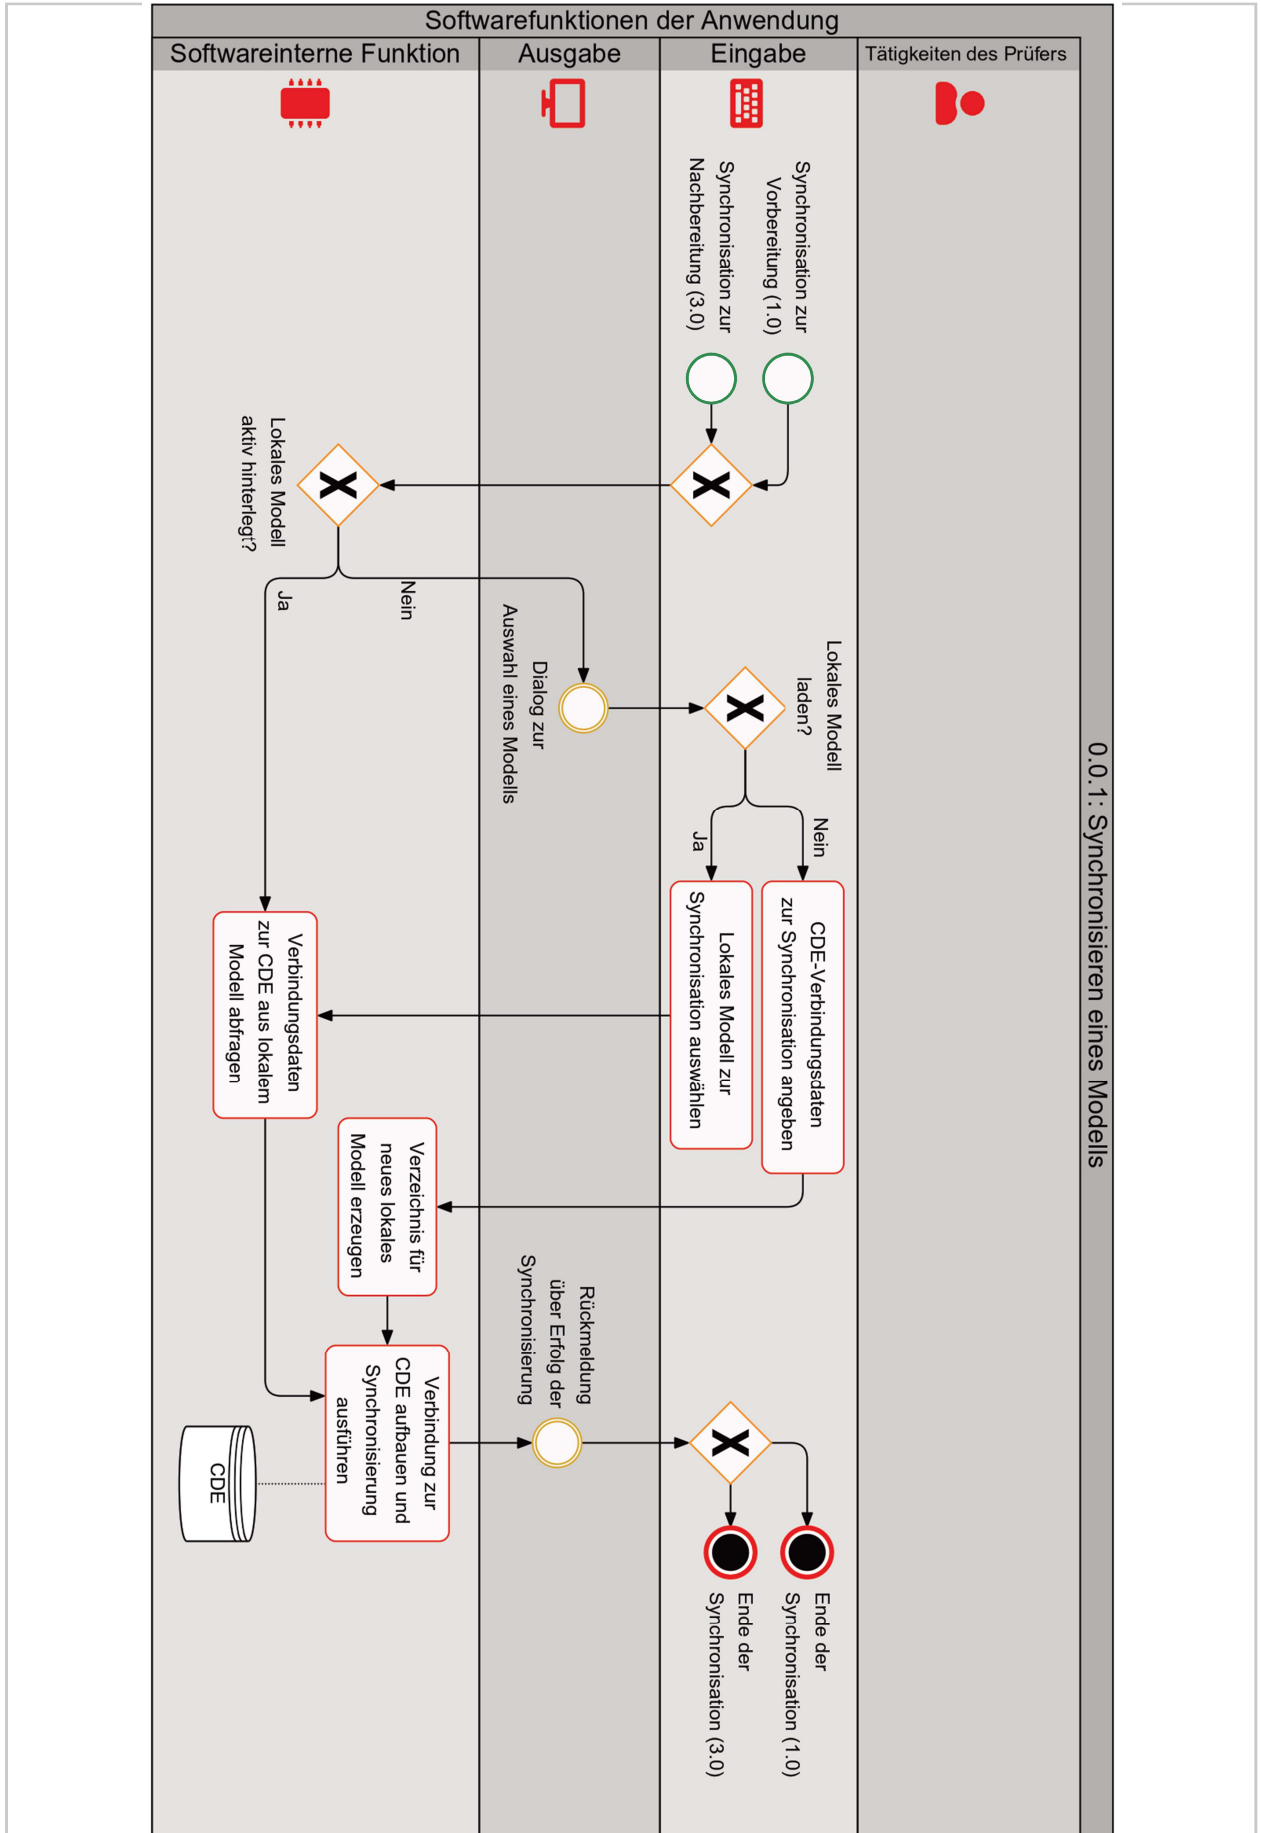 Softwarefunktionen der Anwendung
Softwareinterne Funktion
Ausgabe
Eingabe
Tätigkeiten des Prüfers
0.0.1: Synchronisieren eines Modells
Synchronisation zur
Vorbereitung (1.0)
Synchronisation zur
Nachbereitung (3.0)
Lokales Modell
aktiv hinterlegt?
Nein
Ja
Dialog zur
Auswahl eines Modells
Lokales Modell
laden?
Nein
Ja
CDE-Verbindungsdaten
zur Synchronisation angeben
Lokales Modell zur
Synchronisation auswählen
Verbindungsdaten
zur CDE aus lokalem
Modell abfragen
Verzeichnis für
neues lokales
Modell erzeugen
Verbindung zur
CDE aufbauen und
Synchronisierung
ausführen
CDE
Rückmeldung
über Erfolg der
Synchronisierung
Ende der
Synchronisation (1.0)
Ende der
Synchronisation (3.0)